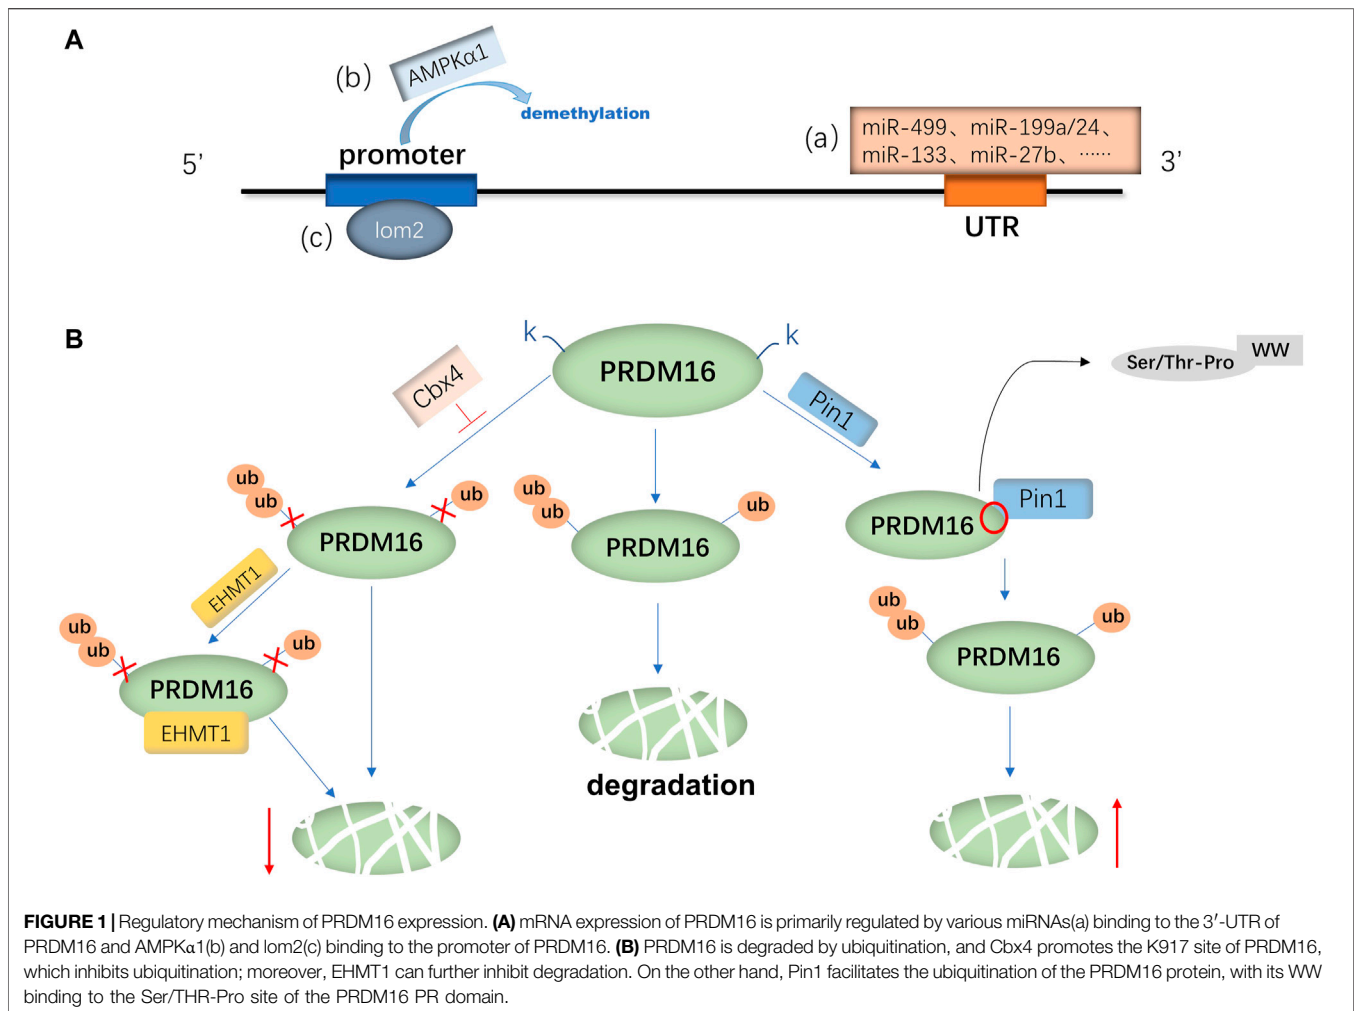 A
(b)
AMPKα1
demethylation
promoter
5’
(a)
miR-499、miR-199a/24、
miR-133、miR-27b、······
3’
(c)
lom2
UTR
B
k
PRDM16
k
Ser/Thr-Pro
WW
Cbx4
Pin1
ub
ub
ub
PRDM16
ub
ub
ub
PRDM16
PRDM16
Pin1
EHMT1
ub
ub
ub
PRDM16
EHMT1
ub
ub
ub
PRDM16
degradation
FIGURE 1 | Regulatory mechanism of PRDM16 expression. (A) mRNA expression of PRDM16 is primarily regulated by various miRNAs(a) binding to the 3′-UTR of
PRDM16 and AMPKα1(b) and lom2(c) binding to the promoter of PRDM16. (B) PRDM16 is degraded by ubiquitination, and Cbx4 promotes the K917 site of PRDM16,
which inhibits ubiquitination; moreover, EHMT1 can further inhibit degradation. On the other hand, Pin1 facilitates the ubiquitination of the PRDM16 protein, with its WW
binding to the Ser/THR-Pro site of the PRDM16 PR domain.